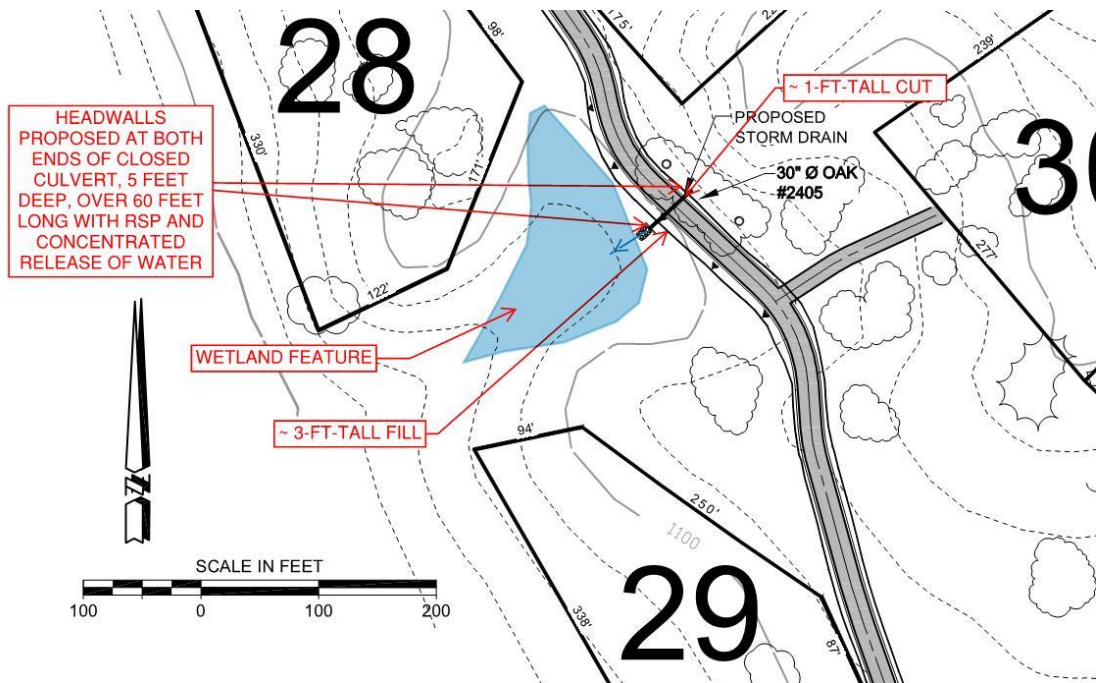 175'
22
98'
28
239'
~ 1-FT-TALL CUT
HEADWALLS
PROPOSED AT BOTH
ENDS OF CLOSED
CULVERT, 5 FEET
DEEP, OVER 60 FEET
LONG WITH RSP AND
CONCENTRATED
RELEASE OF WATER
PROPOSED
STORM DRAIN
330'
171'
30" Ø OAK
#2405
30
277'
122'
WETLAND FEATURE
~ 3-FT-TALL FILL
94'
N
250'
1100
SCALE IN FEET
100
0
100
200
29
338'
87'